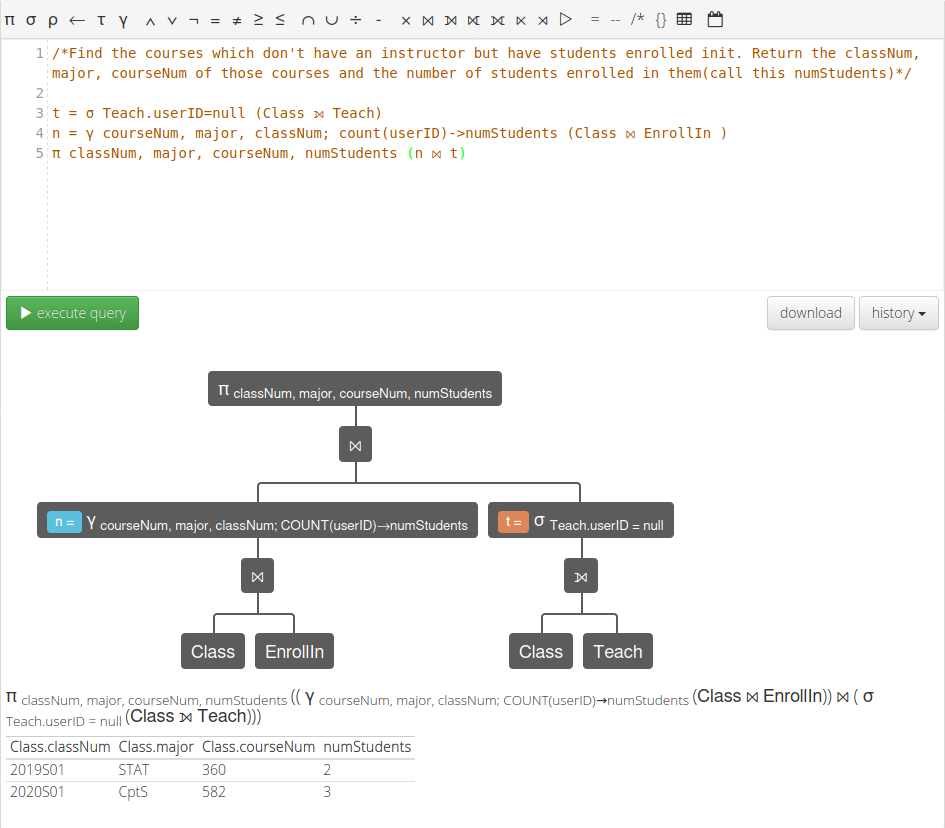 π σ ρ ← τ γ ∧ ∨ ¬ = ≠ ≥ ≤ ∩ ∪ ÷ - × ⋈ ⟕ ⟖ ⟗ ⋉ ⋊ ▷ = -- /* {}
1 /*Find the courses which don't have an instructor but have students enrolled init. Return the classNum,
major, courseNum of those courses and the number of students enrolled in them(call this numStudents)*/
2
3 t = σ Teach.userID=null (Class ⟕ Teach)
4 n = γ courseNum, major, classNum; count(userID)->numStudents (Class ⋈ EnrollIn )
5 π classNum, major, courseNum, numStudents (n ⋈ t)
▶ execute query
download
history
π classNum, major, courseNum, numStudents
⋈
n = γ courseNum, major, classNum; COUNT(userID)→numStudents
t = σ Teach.userID = null
⋈
⟕
Class
EnrollIn
Class
Teach
π classNum, major, courseNum, numStudents (( γ courseNum, major, classNum; COUNT(userID)→numStudents (Class ⋈ EnrollIn)) ⋈ ( σ
Teach.userID = null (Class ⟕ Teach)))
Class.classNum Class.major Class.courseNum numStudents
2019S01 STAT 360 2
2020S01 CptS 582 3